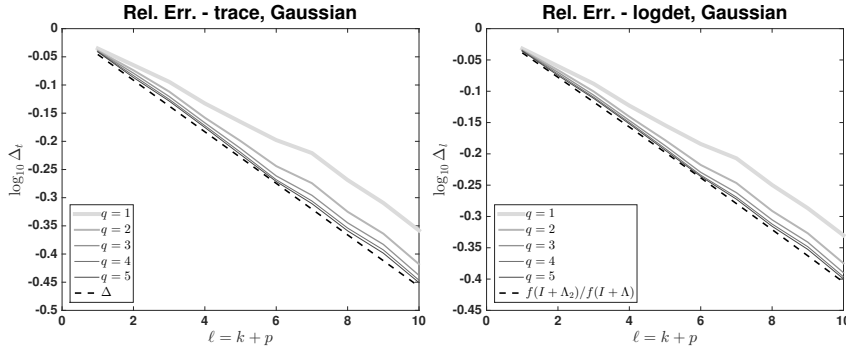 Rel. Err. - trace, Gaussian
0
-0.05
-0.1
-0.15
-0.2
-0.25
-0.3
-0.35
-0.4
-0.45
-0.5
log₁₀ Δₜ
q = 1
q = 2
q = 3
q = 4
q = 5
Δ
0 2 4 6 8 10
ℓ = k + p
Rel. Err. - logdet, Gaussian
0
-0.05
-0.1
-0.15
-0.2
-0.25
-0.3
-0.35
-0.4
-0.45
log₁₀ Δₗ
q = 1
q = 2
q = 3
q = 4
q = 5
f(I + Λ₂)/f(I + Λ)
0 2 4 6 8 10
ℓ = k + p